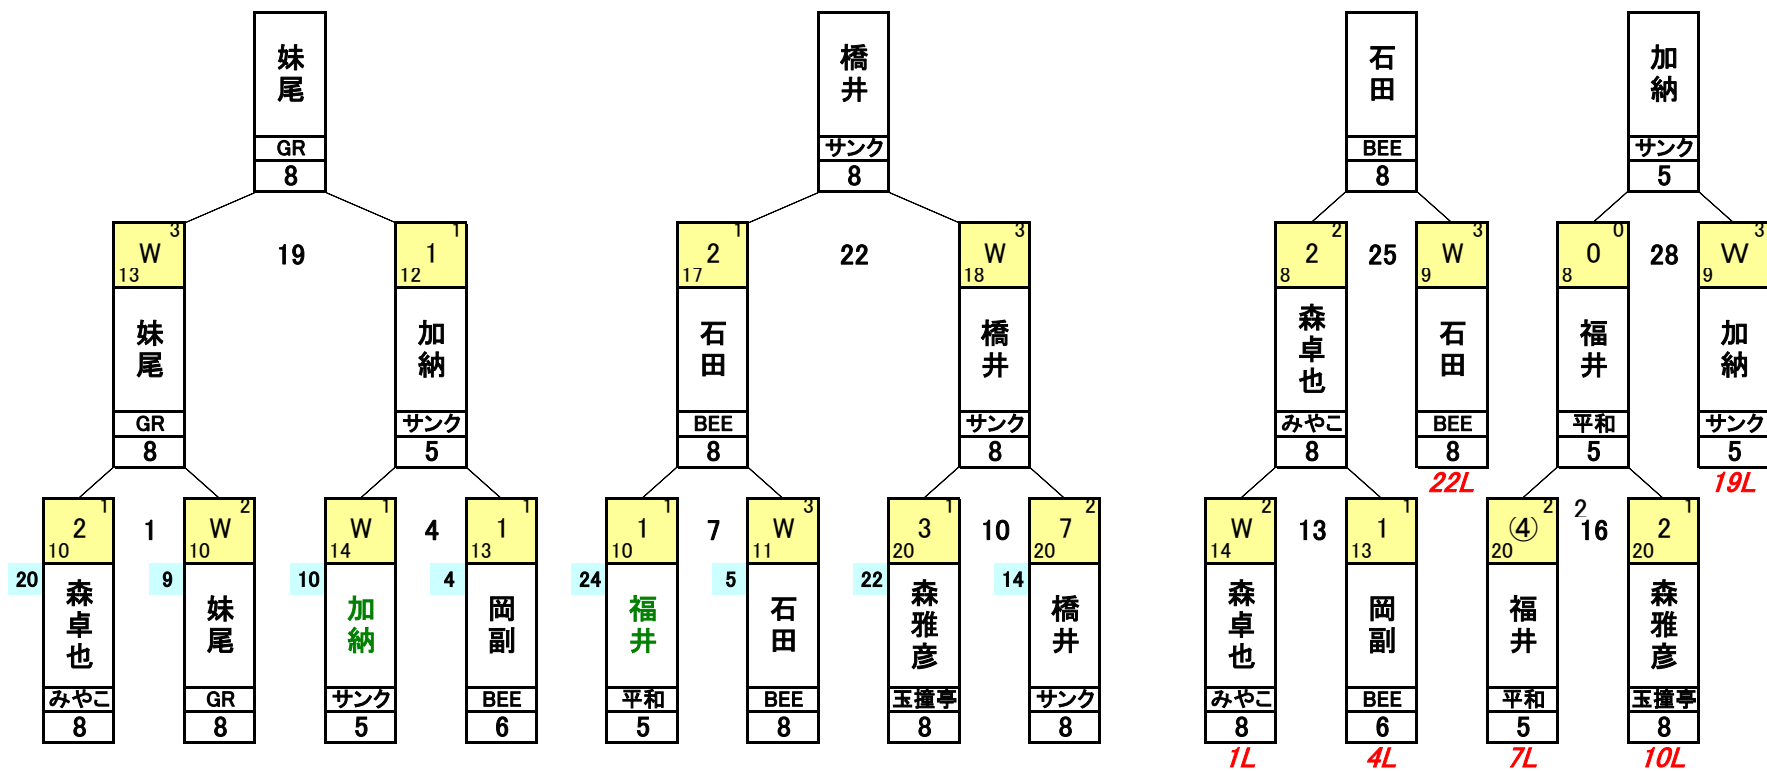 妹尾
橋井
石田
加納
GR
サンク
BEE
サンク
8
8
8
5
3
W
13
19
1
1
12
1
2
17
22
3
W
18
2
2
8
25
3
W
9
0
0
8
28
3
W
9
妹尾
加納
石田
橋井
森卓也
石田
福井
加納
GR
サンク
BEE
サンク
みやこ
BEE
平和
サンク
8
5
8
8
8
8
5
5
22L
19L
1
2
10
1
2
W
10
1
W
14
4
1
1
13
1
1
10
7
3
W
11
1
3
20
10
2
7
20
2
W
14
13
1
1
13
2
④
20
2
16
1
2
20
20
9
10
4
24
5
22
14
森卓也
妹尾
加納
岡副
福井
石田
森雅彦
橋井
森卓也
岡副
福井
森雅彦
みやこ
GR
サンク
BEE
平和
BEE
玉撞亭
サンク
みやこ
BEE
平和
玉撞亭
8
8
5
6
5
8
8
8
8
6
5
8
1L
4L
7L
10L